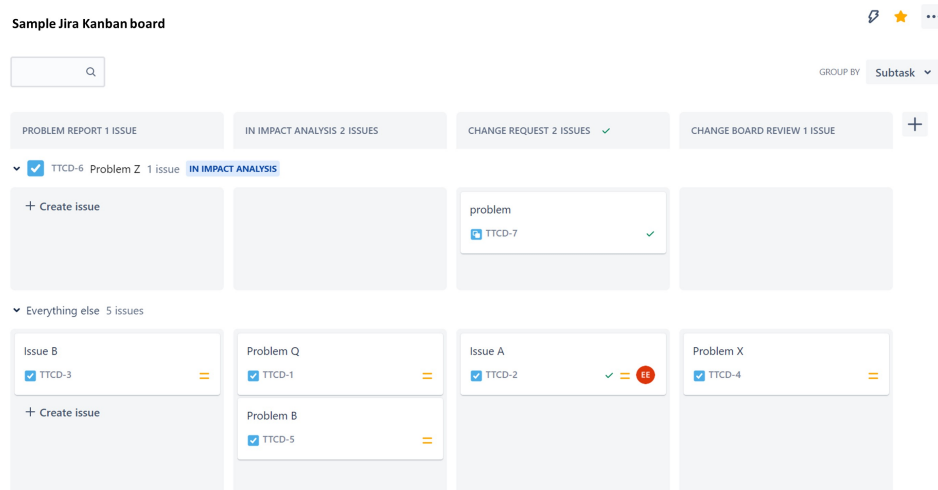 Sample Jira Kanban board
GROUP BY Subtask
PROBLEM REPORT 1 ISSUE
IN IMPACT ANALYSIS 2 ISSUES
CHANGE REQUEST 2 ISSUES
CHANGE BOARD REVIEW 1 ISSUE
TTCD-6 Problem Z 1 issue IN IMPACT ANALYSIS
+ Create issue
problem
TTCD-7
Everything else 5 issues
Issue B
TTCD-3
+ Create issue
Problem Q
TTCD-1
Problem B
TTCD-5
Issue A
TTCD-2
EE
Problem X
TTCD-4